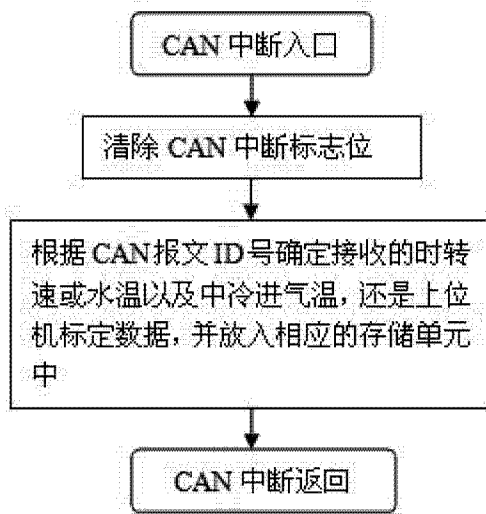 CAN 中断入口
清除 CAN 中断标志位
根据 CAN 报文 ID 号确定接收的时转
速或水温以及中冷进气温，还是上位
机标定数据，并放入相应的存储单元
中
CAN 中断返回